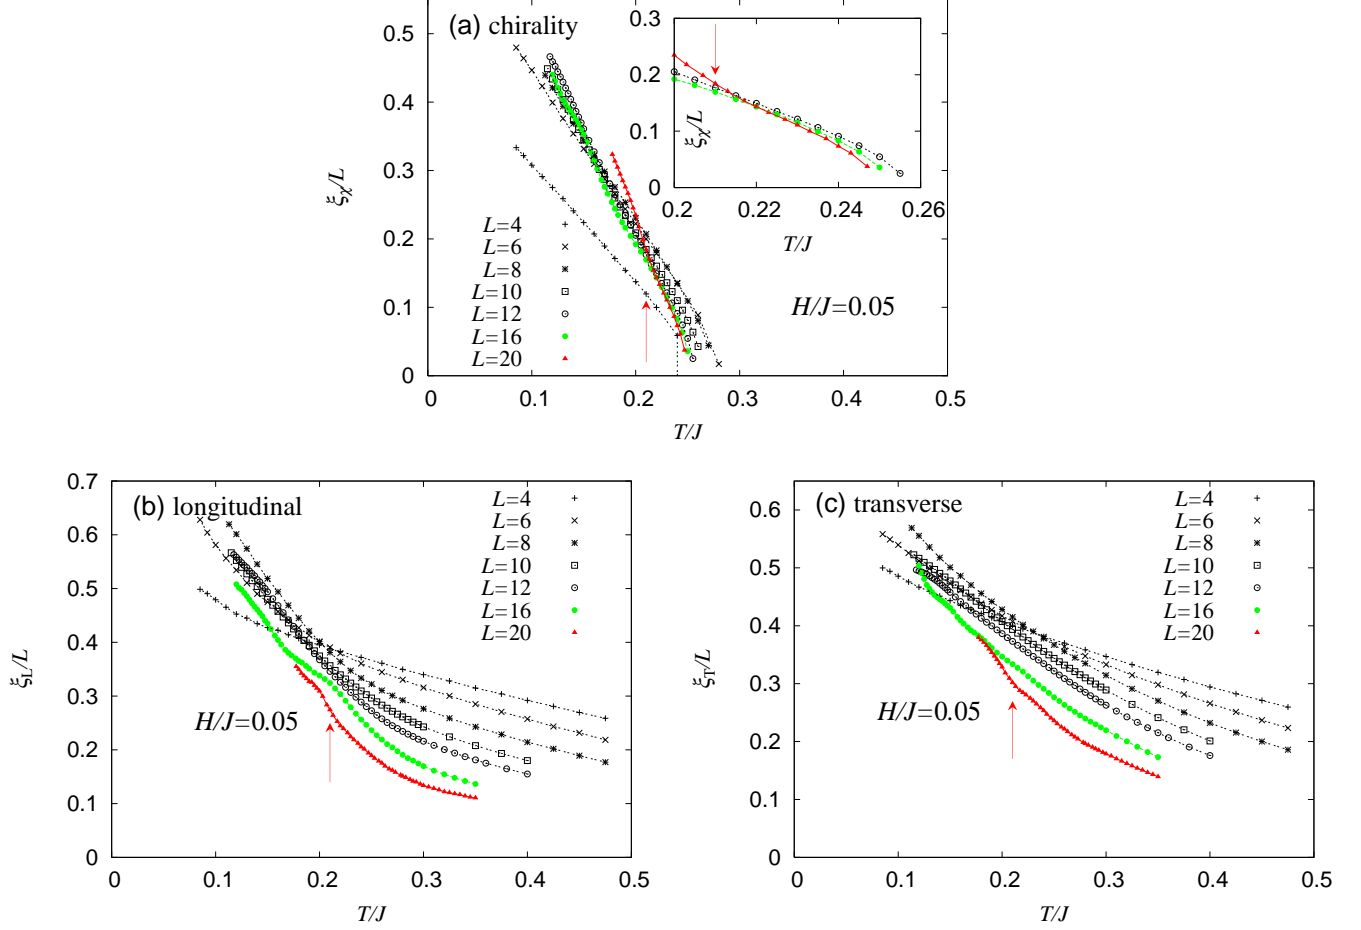 (a) chirality
0.5
0.4
0.3
0.2
0.1
0
ξχ/L
L=4
L=6
L=8
L=10
L=12
L=16
L=20
H/J=0.05
0 0.1 0.2 0.3 0.4 0.5
T/J
0.3
0.2
0.1
0
ξχ/L
0.2 0.22 0.24 0.26
T/J
(b) longitudinal
0.7
0.6
0.5
0.4
0.3
0.2
0.1
0
ξL/L
L=4
L=6
L=8
L=10
L=12
L=16
L=20
H/J=0.05
0 0.1 0.2 0.3 0.4 0.5
T/J
(c) transverse
0.6
0.5
0.4
0.3
0.2
0.1
0
ξT/L
L=4
L=6
L=8
L=10
L=12
L=16
L=20
H/J=0.05
0 0.1 0.2 0.3 0.4 0.5
T/J